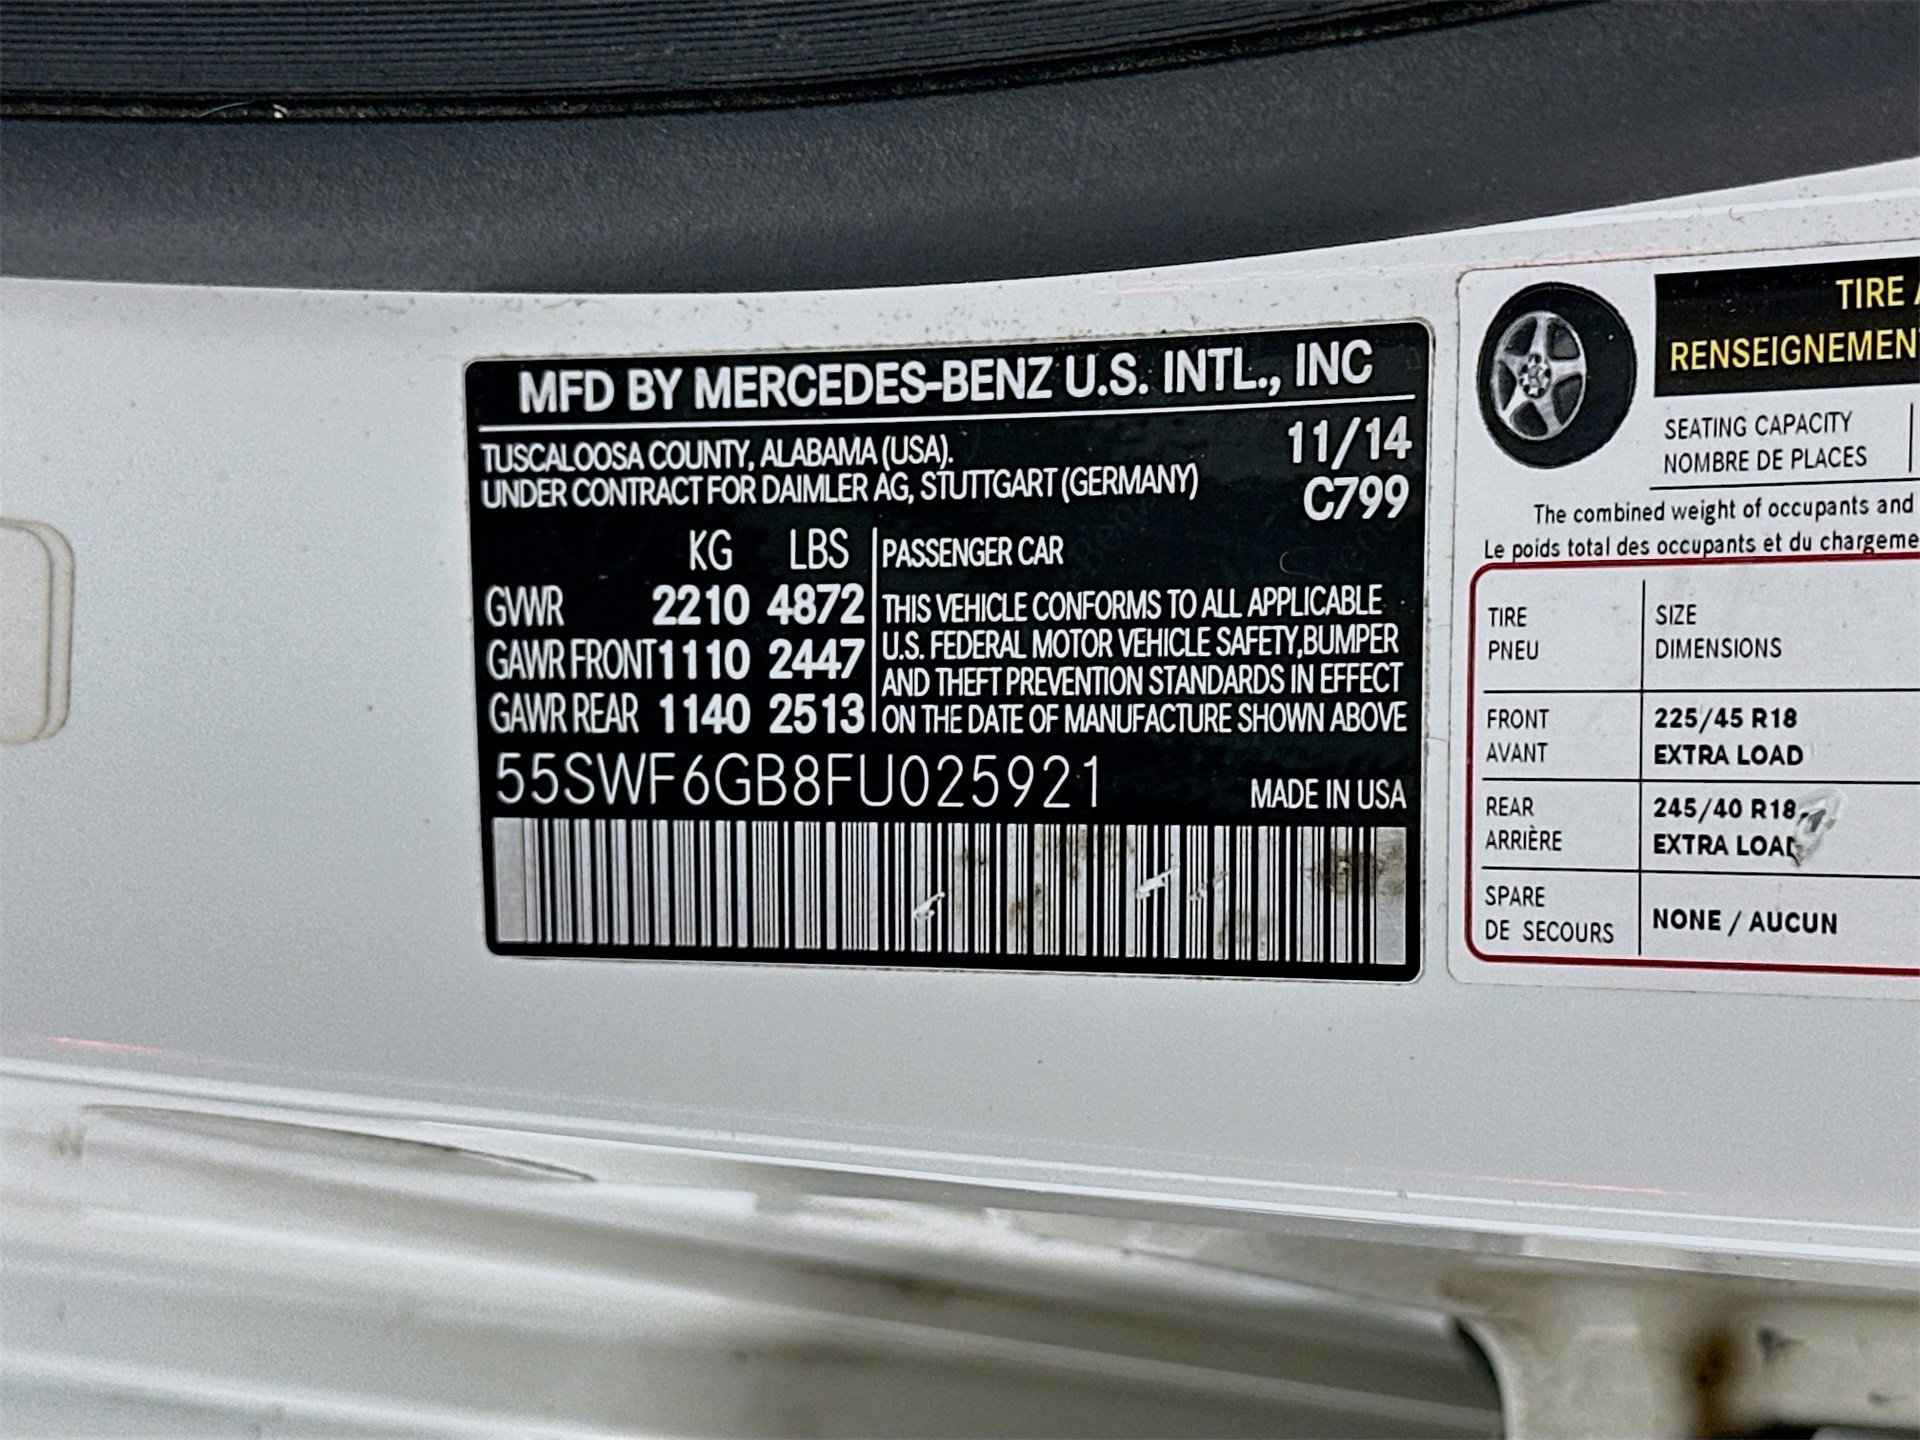 MFD BY MERCEDES-BENZ U.S. INTL., INC
TUSCALOOSA COUNTY, ALABAMA (USA). 11/14
UNDER CONTRACT FOR DAIMLER AG, STUTTGART (GERMANY) C799
KG LBS PASSENGER CAR
GVWR 2210 4872
GAWR FRONT 1110 2447
GAWR REAR 1140 2513
THIS VEHICLE CONFORMS TO ALL APPLICABLE
U.S. FEDERAL MOTOR VEHICLE SAFETY,BUMPER
AND THEFT PREVENTION STANDARDS IN EFFECT
ON THE DATE OF MANUFACTURE SHOWN ABOVE
55SWF6GB8FU025921
MADE IN USA
TIRE
RENSEIGNEMEN
SEATING CAPACITY
NOMBRE DE PLACES
The combined weight of occupants and
Le poids total des occupants et du chargeme
TIRE SIZE
PNEU DIMENSIONS
FRONT 225/45 R18
AVANT EXTRA LOAD
REAR 245/40 R18
ARRIÈRE EXTRA LOAD
SPARE
DE SECOURS
NONE / AUCUN